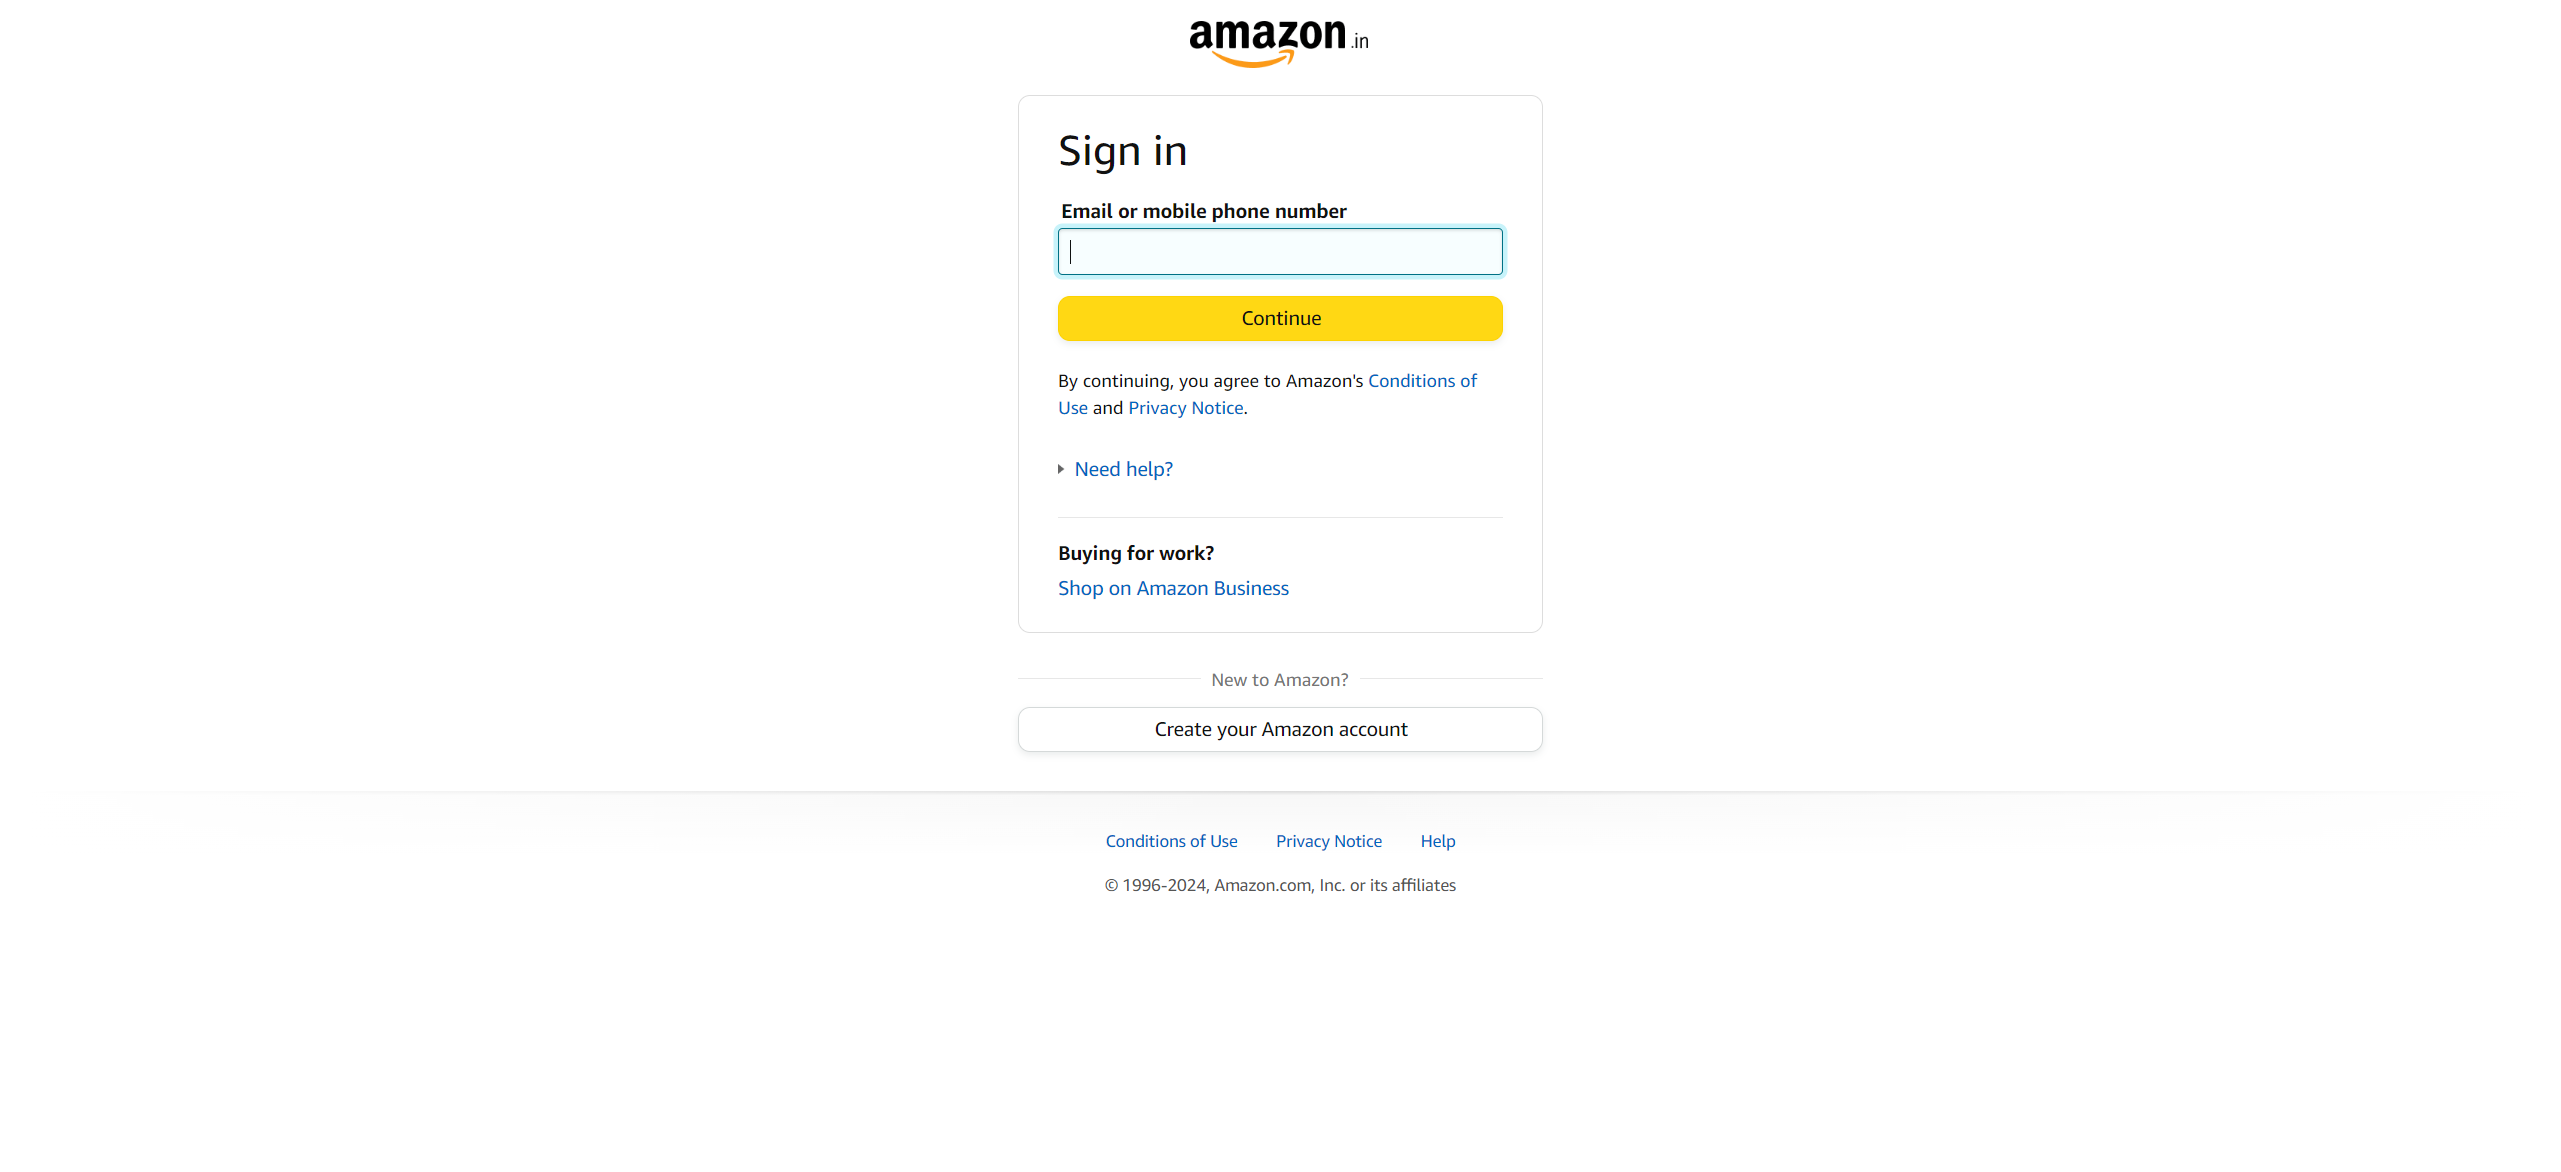 amazon.in
Sign in
Email or mobile phone number
Continue
By continuing, you agree to Amazon's Conditions of
Use and Privacy Notice.
Need help?
Buying for work?
Shop on Amazon Business
New to Amazon?
Create your Amazon account
Conditions of Use Privacy Notice Help
© 1996-2024, Amazon.com, Inc. or its affiliates